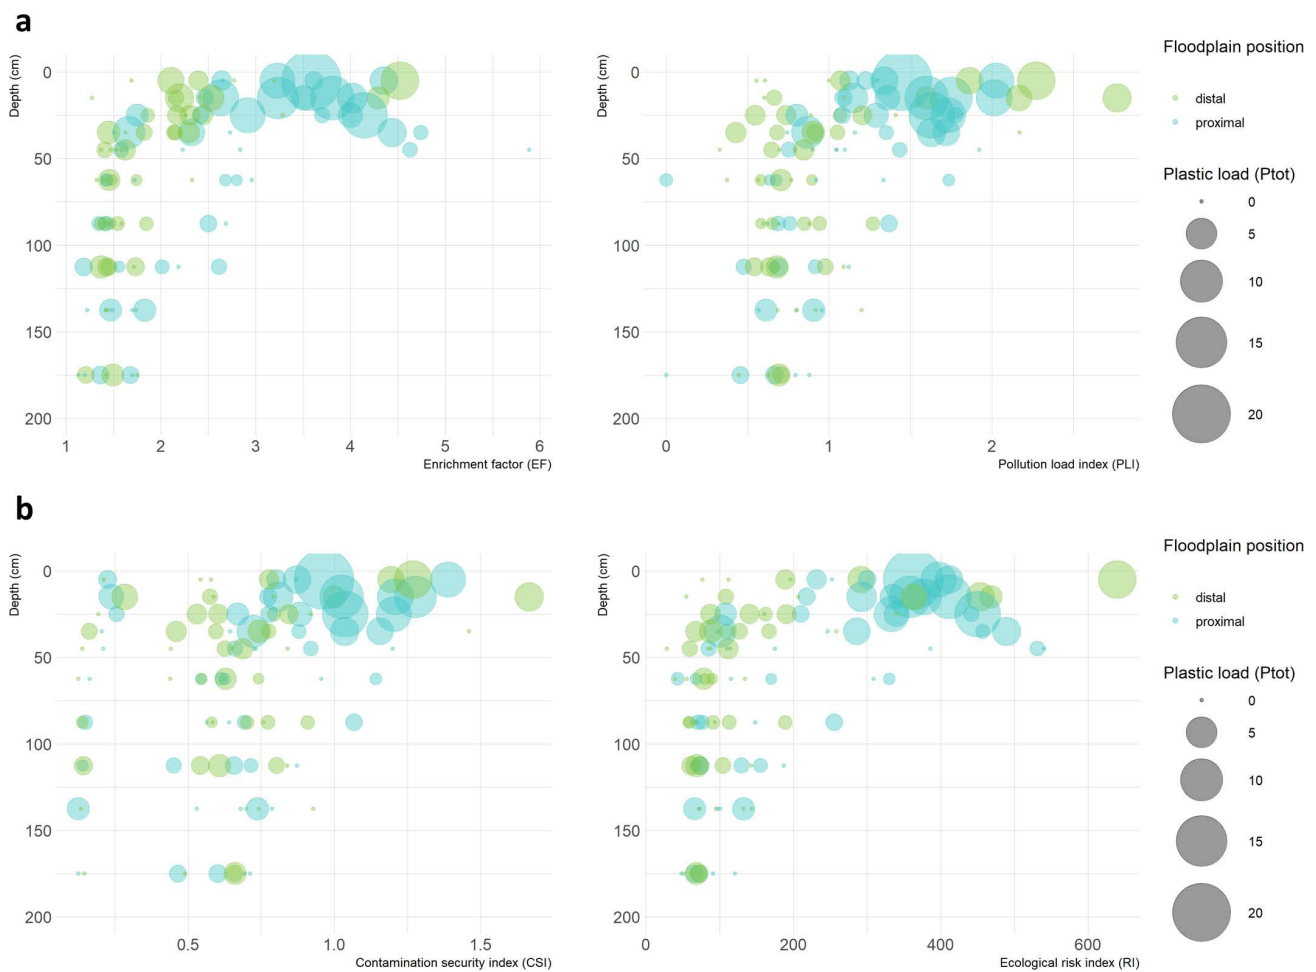 a
Depth (cm)
0
50
100
150
200
1
2
3
4
5
6
Enrichment factor (EF)
Depth (cm)
0
50
100
150
200
0
1
2
Pollution load index (PLI)
Floodplain position
distal
proximal
Plastic load (Ptot)
0
5
10
15
20
b
Depth (cm)
0
50
100
150
200
0.5
1.0
1.5
Contamination security index (CSI)
Depth (cm)
0
50
100
150
200
0
200
400
600
Ecological risk index (RI)
Floodplain position
distal
proximal
Plastic load (Ptot)
0
5
10
15
20